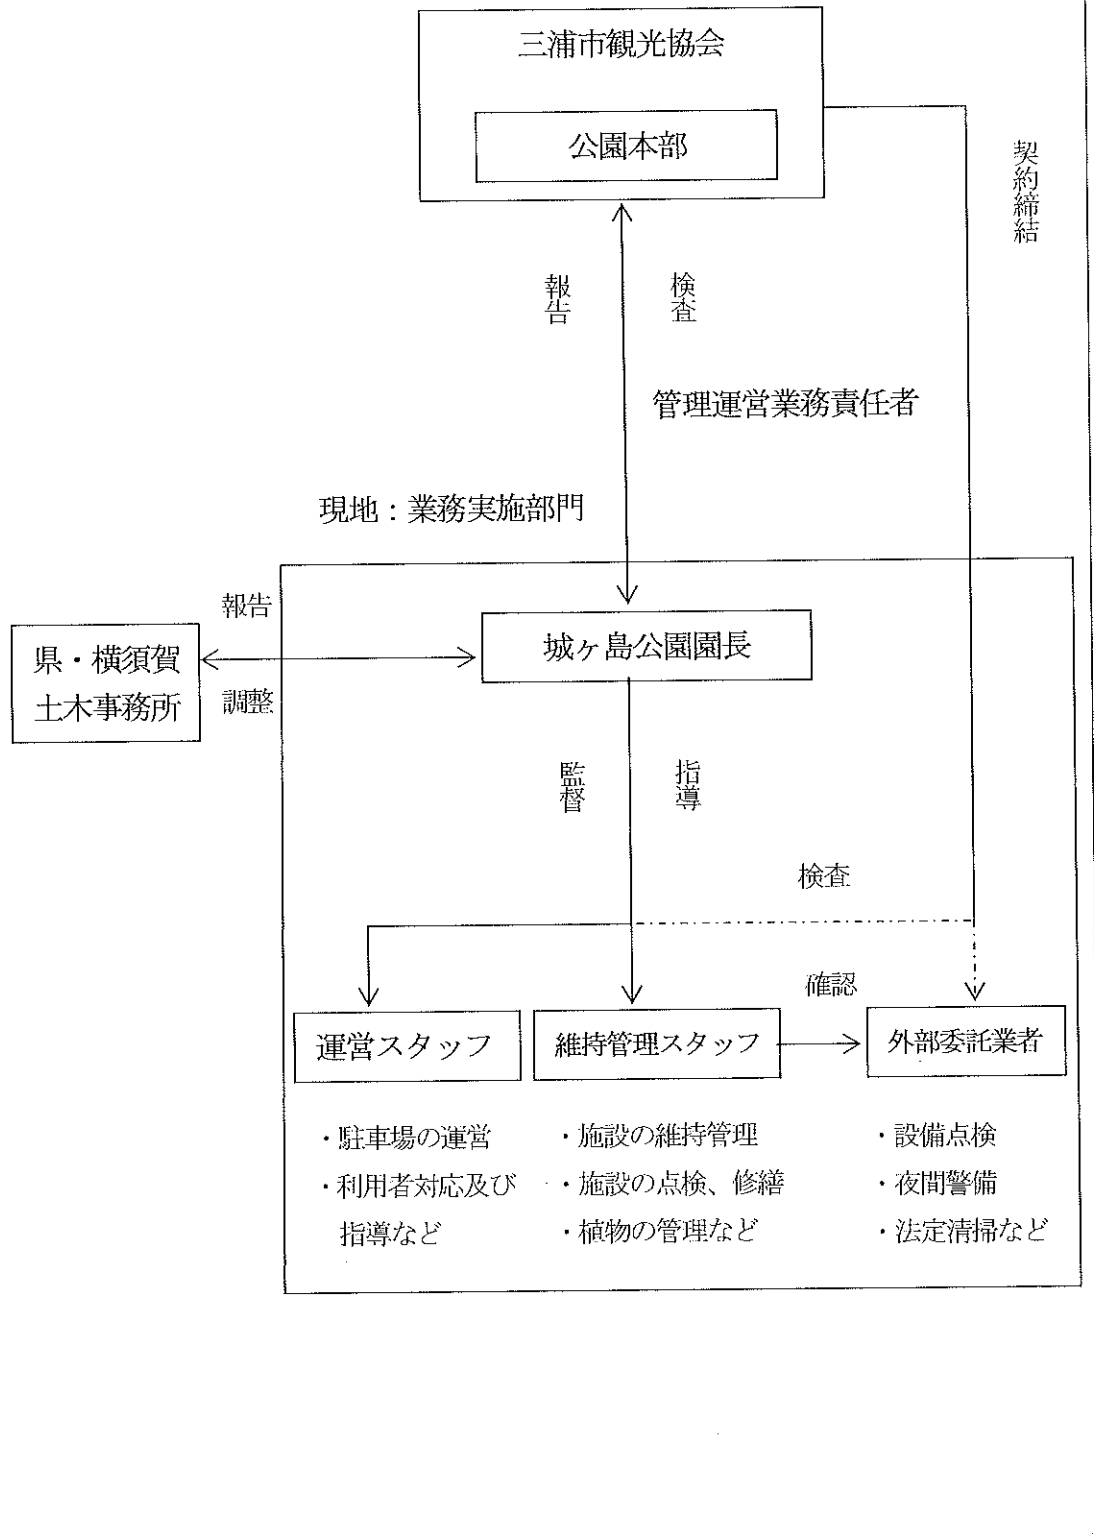 三浦市観光協会
公園本部
契約締結
報告
検査
管理運営業務責任者
現地：業務実施部門
報告
県・横須賀
土木事務所
調整
城ヶ島公園園長
監督
指導
検査
確認
運営スタッフ
維持管理スタッフ
外部委託業者
・駐車場の運営
・利用者対応及び
指導など
・施設の維持管理
・施設の点検、修繕
・植物の管理など
・設備点検
・夜間警備
・法定清掃など